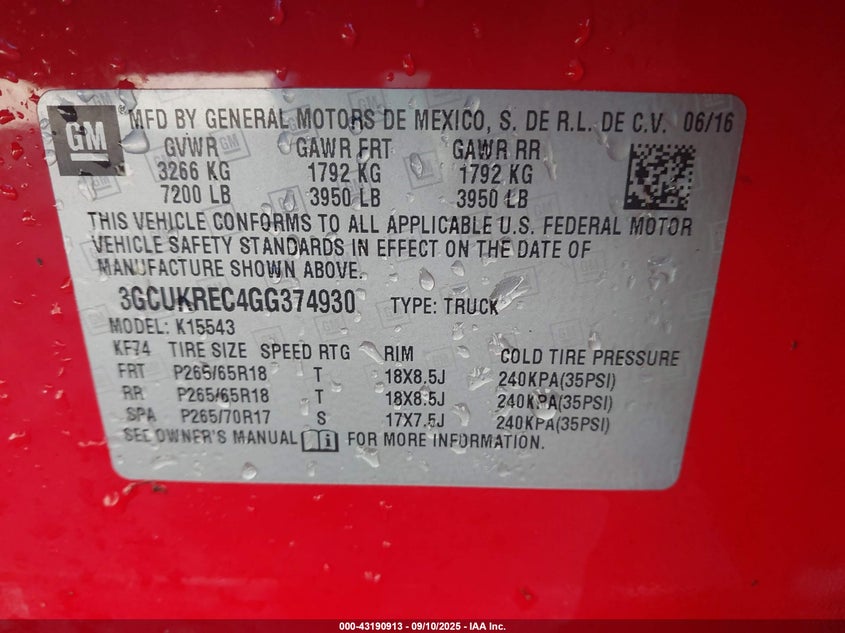 GM
MFD BY GENERAL MOTORS DE MEXICO, S. DE R.L. DE C.V. 06/16
GVWR GAWR FRT GAWR RR
3266 KG 1792 KG 1792 KG
7200 LB 3950 LB 3950 LB
THIS VEHICLE CONFORMS TO ALL APPLICABLE U.S. FEDERAL MOTOR
VEHICLE SAFETY STANDARDS IN EFFECT ON THE DATE OF
MANUFACTURE SHOWN ABOVE.
3GCUKREC4GG374930 TYPE: TRUCK
MODEL: K15543
KF74 TIRE SIZE SPEED RTG RIM COLD TIRE PRESSURE
FRT P265/65R18 T 18X8.5J 240KPA(35PSI)
RR P265/65R18 T 18X8.5J 240KPA(35PSI)
SPA P265/70R17 S 17X7.5J 240KPA(35PSI)
SEE OWNER'S MANUAL FOR MORE INFORMATION.
000-43190913 — 09/10/2025 — IAA Inc.